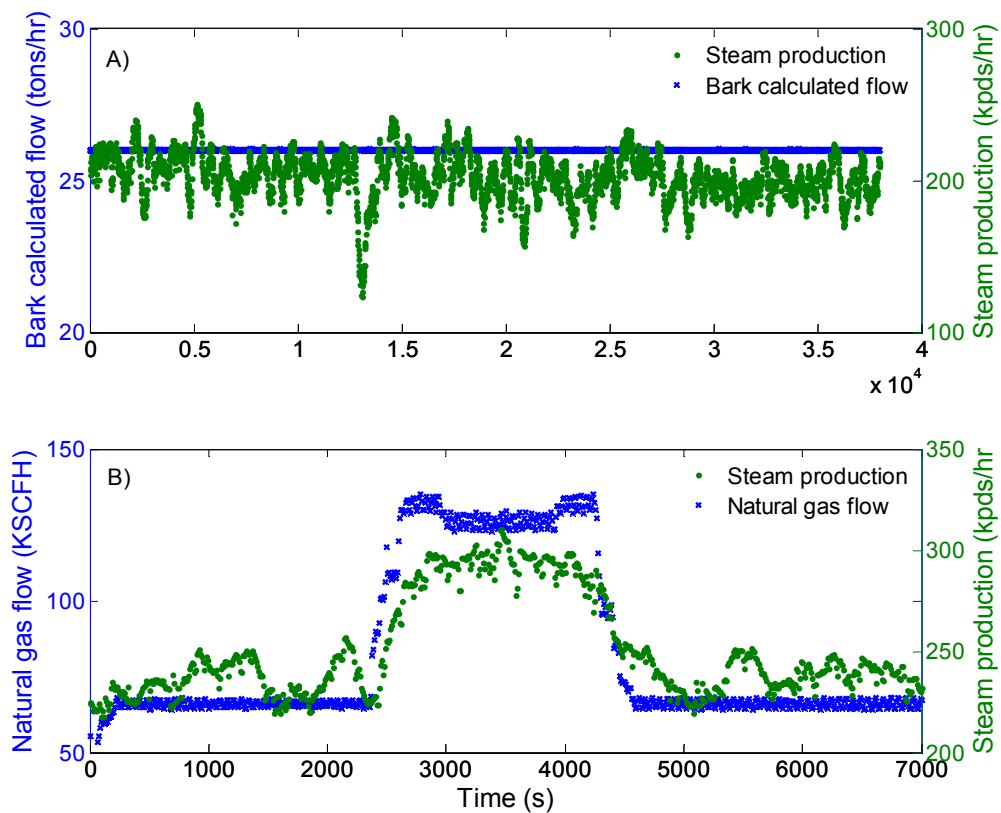 30
300
A)
Steam production
Bark calculated flow
25
200
20
100
Bark calculated flow (tons/hr)
Steam production (kpds/hr)
0 0.5 1 1.5 2 2.5 3 3.5 4
x 10^4
150
350
B)
Steam production
Natural gas flow
300
100
250
50
200
Natural gas flow (KSCFH)
Steam production (kpds/hr
0 1000 2000 3000 4000 5000 6000 7000
Time (s)